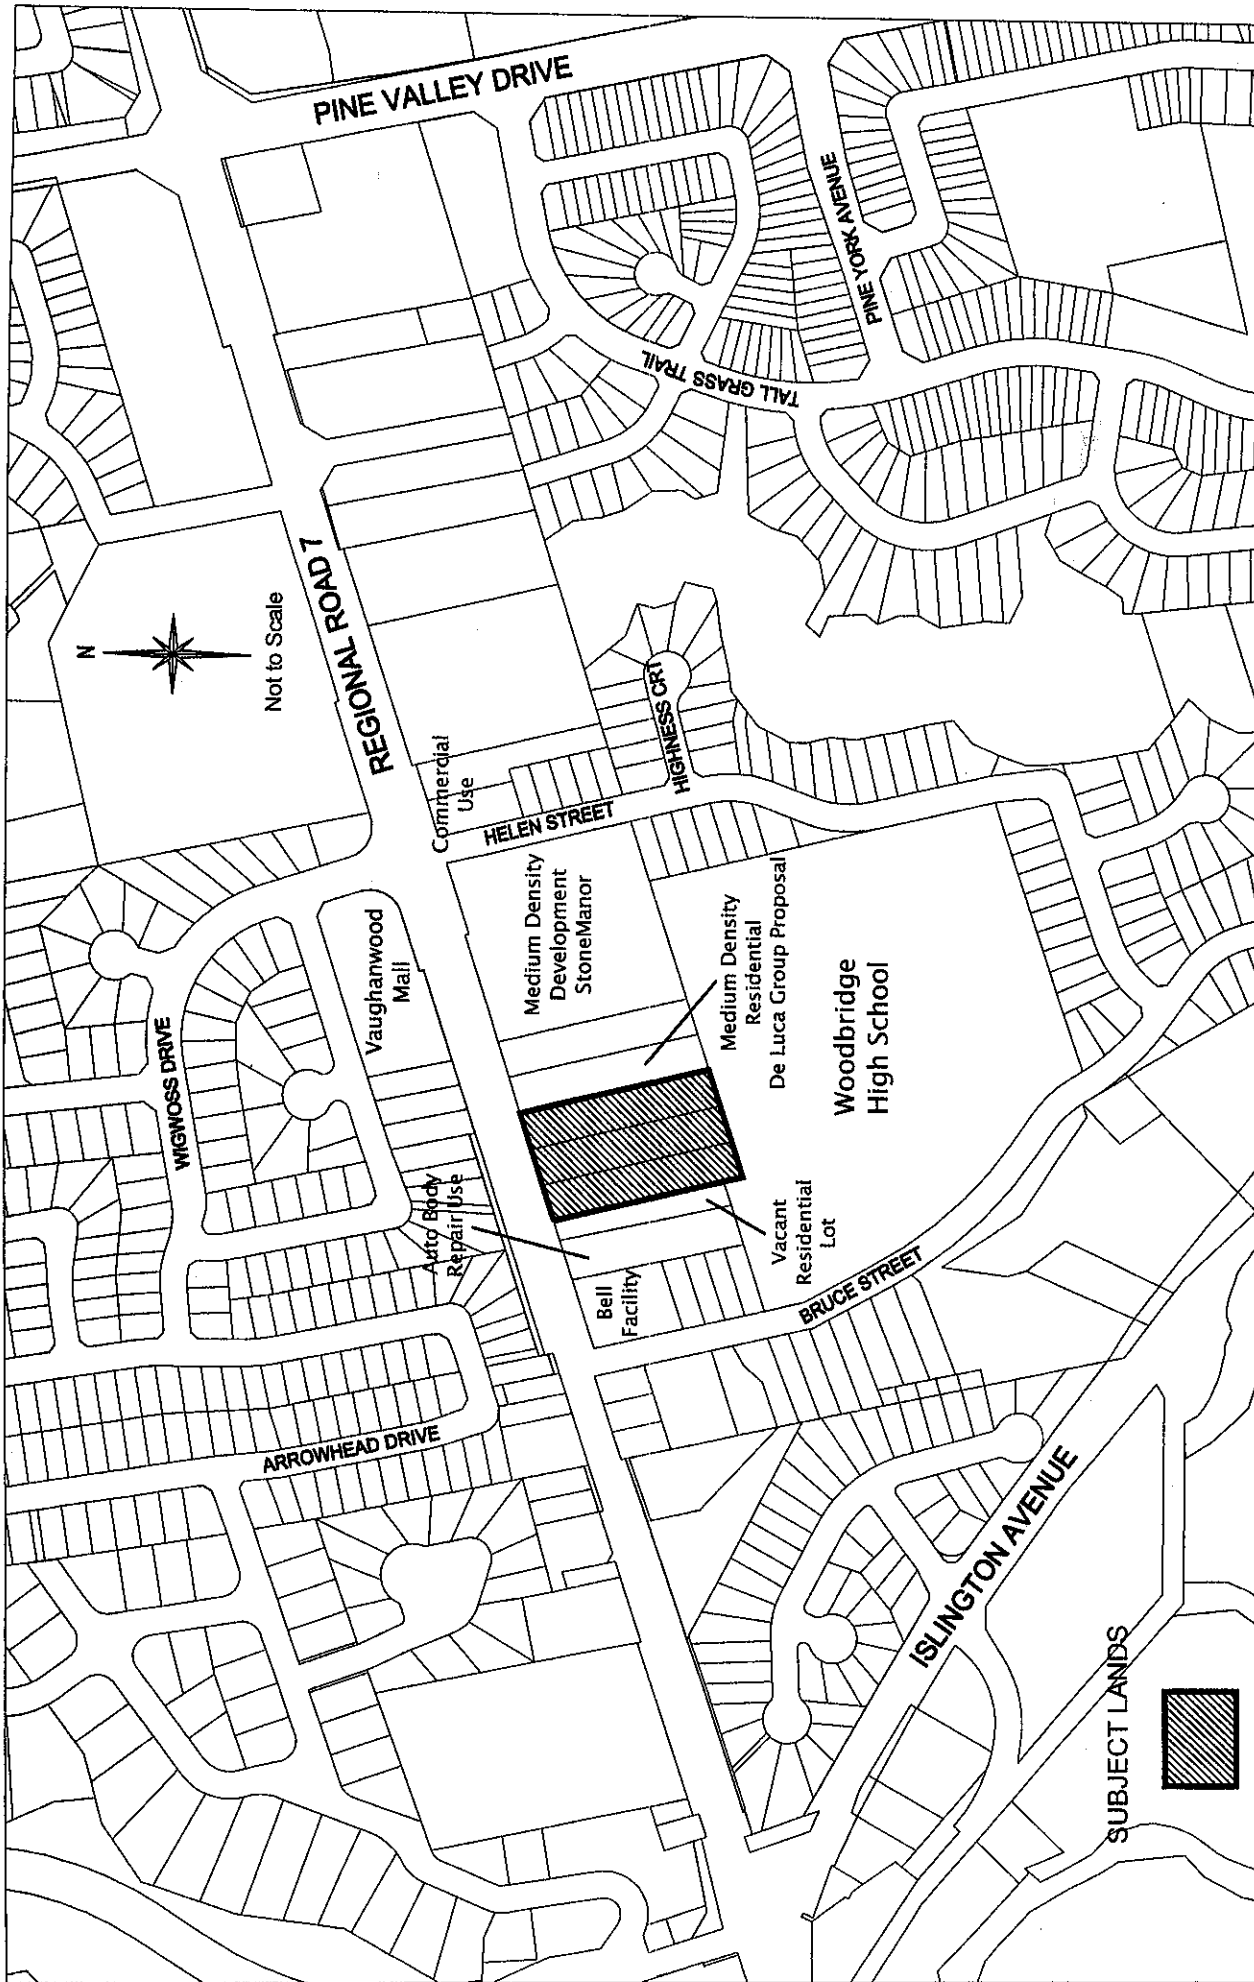 N
WIGWOSS DRIVE
Not to Scale
ARROWHEAD DRIVE
REGIONAL ROAD 7
Vaughanwood
Mall
PINE VALLEY DRIVE
Auto Body
Repair Use
Commercial
Use
Medium Density
Development
StoneManor
HELEN STREET
Bell
Facility
HIGHNESS CRT
TALL GRASS TRAIL
Medium Density
Residential
De Luca Group Proposal
Vacant
Residential
Lot
PINE YORK AVENUE
Woodbridge
High School
BRUCE STREET
ISLINGTON AVENUE
SUBJECT LANDS